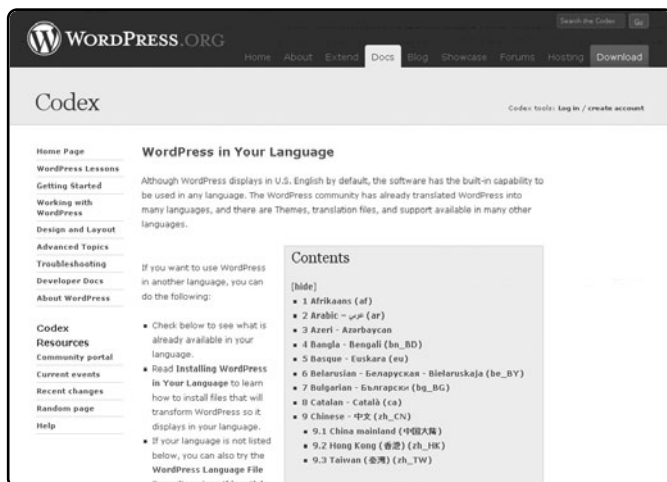 Search the Codex Go
WORDPRESS.ORG
Home About Extend Docs Blog Showcase Forums Hosting Download
Codex
Codex tools: Log in / create account
Home Page
WordPress Lessons
Getting Started
Working with
WordPress
Design and Layout
Advanced Topics
Troubleshooting
Developer Docs
About WordPress
Codex
Resources
Community portal
Current events
Recent changes
Random page
Help
WordPress in Your Language
Although WordPress displays in U.S. English by default, the software has the built-in capability to
be used in any language. The WordPress community has already translated WordPress into
many languages, and there are Themes, translation files, and support available in many other
languages.
If you want to use WordPress
in another language, you can
do the following:
▪ Check below to see what is
already available in your
language.
▪ Read Installing WordPress
in Your Language to learn
how to install files that will
transform WordPress so it
displays in your language.
▪ If your language is not listed
below, you can also try the
WordPress Language File
Contents
[hide]
▪ 1 Afrikaans (af)
▪ 2 Arabic – عربي (ar)
▪ 3 Azeri - Azərbaycan
▪ 4 Bangla - Bengali (bn_BD)
▪ 5 Basque - Euskara (eu)
▪ 6 Belarusian - Беларуская - Biełaruskaja (be_BY)
▪ 7 Bulgarian - Български (bg_BG)
▪ 8 Catalan - Català (ca)
▪ 9 Chinese - 中文 (zh_CN)
▪ 9.1 China mainland (中国大陆)
▪ 9.2 Hong Kong (香港) (zh_HK)
▪ 9.3 Taiwan (臺灣) (zh_TW)